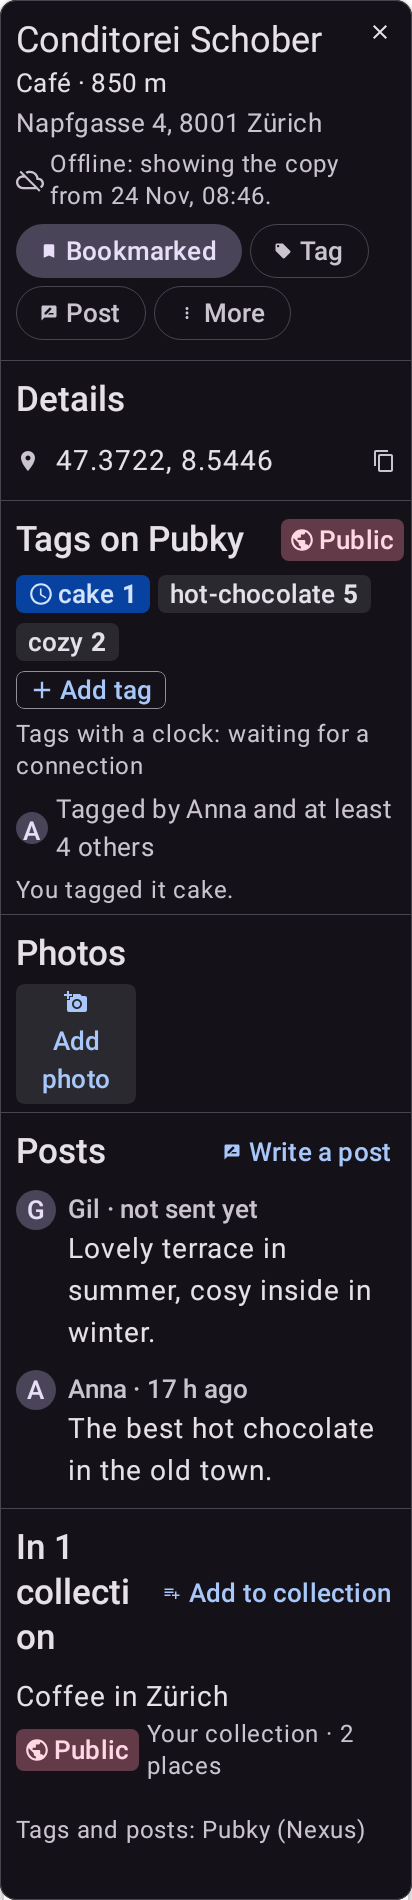 Conditorei Schober
Café · 850 m
Napfgasse 4, 8001 Zürich
Offline: showing the copy
from 24 Nov, 08:46.
Bookmarked
Tag
Post
More
Details
47.3722, 8.5446
Tags on Pubky
Public
cake 1
hot-chocolate 5
cozy 2
+ Add tag
Tags with a clock: waiting for a
connection
A
Tagged by Anna and at least
4 others
You tagged it cake.
Photos
Add
photo
Posts
Write a post
G
Gil · not sent yet
Lovely terrace in
summer, cosy inside in
winter.
A
Anna · 17 h ago
The best hot chocolate
in the old town.
In 1
collecti
on
Add to collection
Coffee in Zürich
Public
Your collection · 2
places
Tags and posts: Pubky (Nexus)